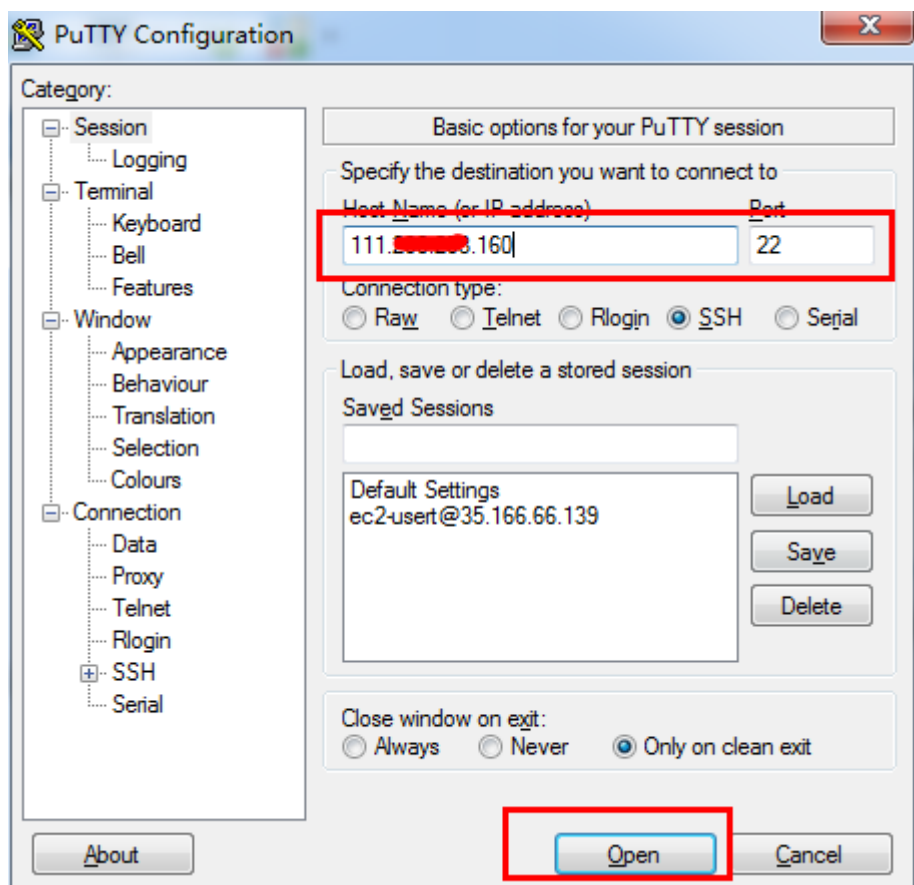 PuTTY Configuration
Category:
Session
Logging
Terminal
Keyboard
Bell
Features
Window
Appearance
Behaviour
Translation
Selection
Colours
Connection
Data
Proxy
Telnet
Rlogin
SSH
Serial
Basic options for your PuTTY session
Specify the destination you want to connect to
Host Name (or IP address) Port
111. .160 22
Connection type:
Raw Telnet Rlogin SSH Serial
Load, save or delete a stored session
Saved Sessions
Default Settings
ec2-usert@35.166.66.139
Load
Save
Delete
Close window on exit:
Always Never Only on clean exit
About Open Cancel